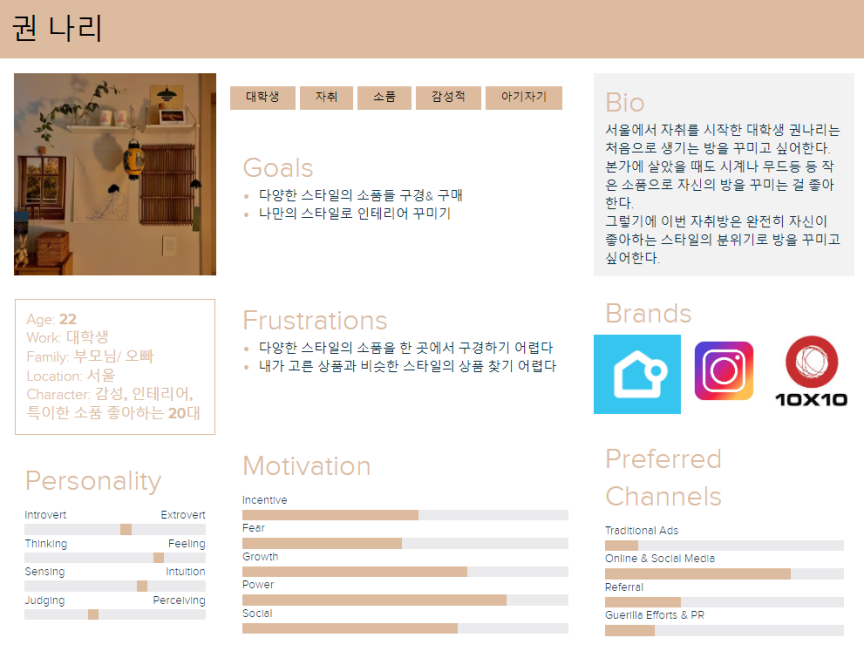 권 나리
대학생
자취
소품
감성적
아기자기
Goals
다양한 스타일의 소품들 구경& 구매
나만의 스타일로 인테리어 꾸미기
Bio
서울에서 자취를 시작한 대학생 권나리는
처음으로 생기는 방을 꾸미고 싶어한다.
본가에 살았을 때도 시계나 무드등 등 작
은 소품으로 자신의 방을 꾸미는 걸 좋아
한다.
그렇기에 이번 자취방은 완전히 자신이
좋아하는 스타일의 분위기로 방을 꾸미고
싶어한다.
Age: 22
Work: 대학생
Family: 부모님/ 오빠
Location: 서울
Character: 감성, 인테리어,
특이한 소품 좋아하는 20대
Frustrations
다양한 스타일의 소품을 한 곳에서 구경하기 어렵다
내가 고른 상품과 비슷한 스타일의 상품 찾기 어렵다
Brands
10X10
Personality
Introvert Extrovert
Thinking Feeling
Sensing Intuition
Judging Perceiving
Motivation
Incentive
Fear
Growth
Power
Social
Preferred
Channels
Traditional Ads
Online & Social Media
Referral
Guerilla Efforts & PR